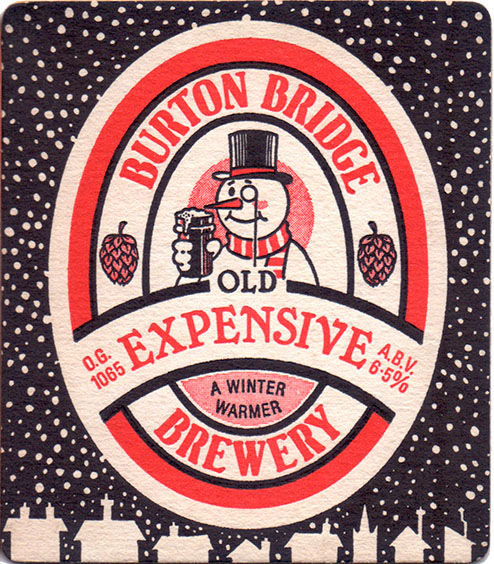 BURTON BRIDGE
OLD
EXPENSIVE
O.G.
1065
A.B.V.
6·5%
A WINTER
WARMER
BREWERY